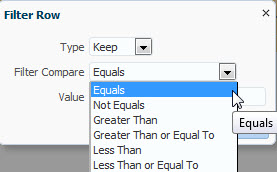 Filter Row
Type Keep
Filter Compare Equals
Value
Equals
Not Equals
Greater Than
Greater Than or Equal To
Less Than
Less Than or Equal To
Equals